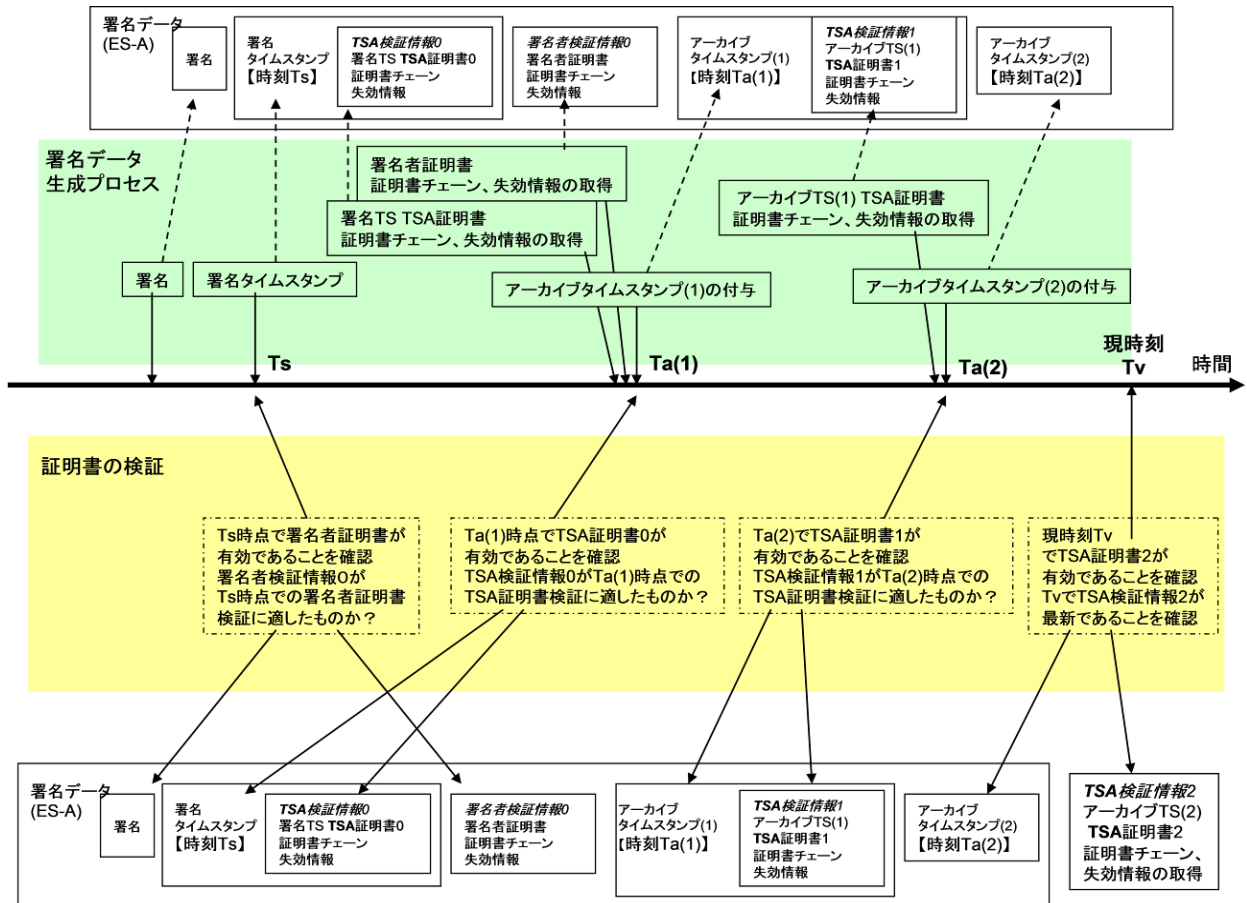 署名データ
(ES-A)
署名
署名
タイムスタンプ
【時刻Ts】
TSA検証情報0
署名TS TSA証明書0
証明書チェーン
失効情報
署名者検証情報0
署名者証明書
証明書チェーン
失効情報
アーカイブ
タイムスタンプ(1)
【時刻Ta(1)】
TSA検証情報1
アーカイブTS(1)
TSA証明書1
証明書チェーン
失効情報
アーカイブ
タイムスタンプ(2)
【時刻Ta(2)】
署名データ
生成プロセス
署名者証明書
証明書チェーン、失効情報の取得
署名TS TSA証明書
証明書チェーン、失効情報の取得
アーカイブTS(1) TSA証明書
証明書チェーン、失効情報の取得
署名
署名タイムスタンプ
アーカイブタイムスタンプ(1)の付与
アーカイブタイムスタンプ(2)の付与
Ts
Ta(1)
Ta(2)
現時刻
Tv
時間
証明書の検証
Ts時点で署名者証明書が
有効であることを確認
署名者検証情報0が
Ts時点での署名者証明書
検証に適したものか？
Ta(1)時点でTSA証明書0が
有効であることを確認
TSA検証情報0がTa(1)時点での
TSA証明書検証に適したものか？
Ta(2)でTSA証明書1が
有効であることを確認
TSA検証情報1がTa(2)時点での
TSA証明書検証に適したものか？
現時刻Tv
でTSA証明書2が
有効であることを確認
TvでTSA検証情報2が
最新であることを確認
署名データ
(ES-A)
署名
署名
タイムスタンプ
【時刻Ts】
TSA検証情報0
署名TS TSA証明書0
証明書チェーン
失効情報
署名者検証情報0
署名者証明書
証明書チェーン
失効情報
アーカイブ
タイムスタンプ(1)
【時刻Ta(1)】
TSA検証情報1
アーカイブTS(1)
TSA証明書1
証明書チェーン
失効情報
アーカイブ
タイムスタンプ(2)
【時刻Ta(2)】
TSA検証情報2
アーカイブTS(2)
TSA証明書2
証明書チェーン、
失効情報の取得